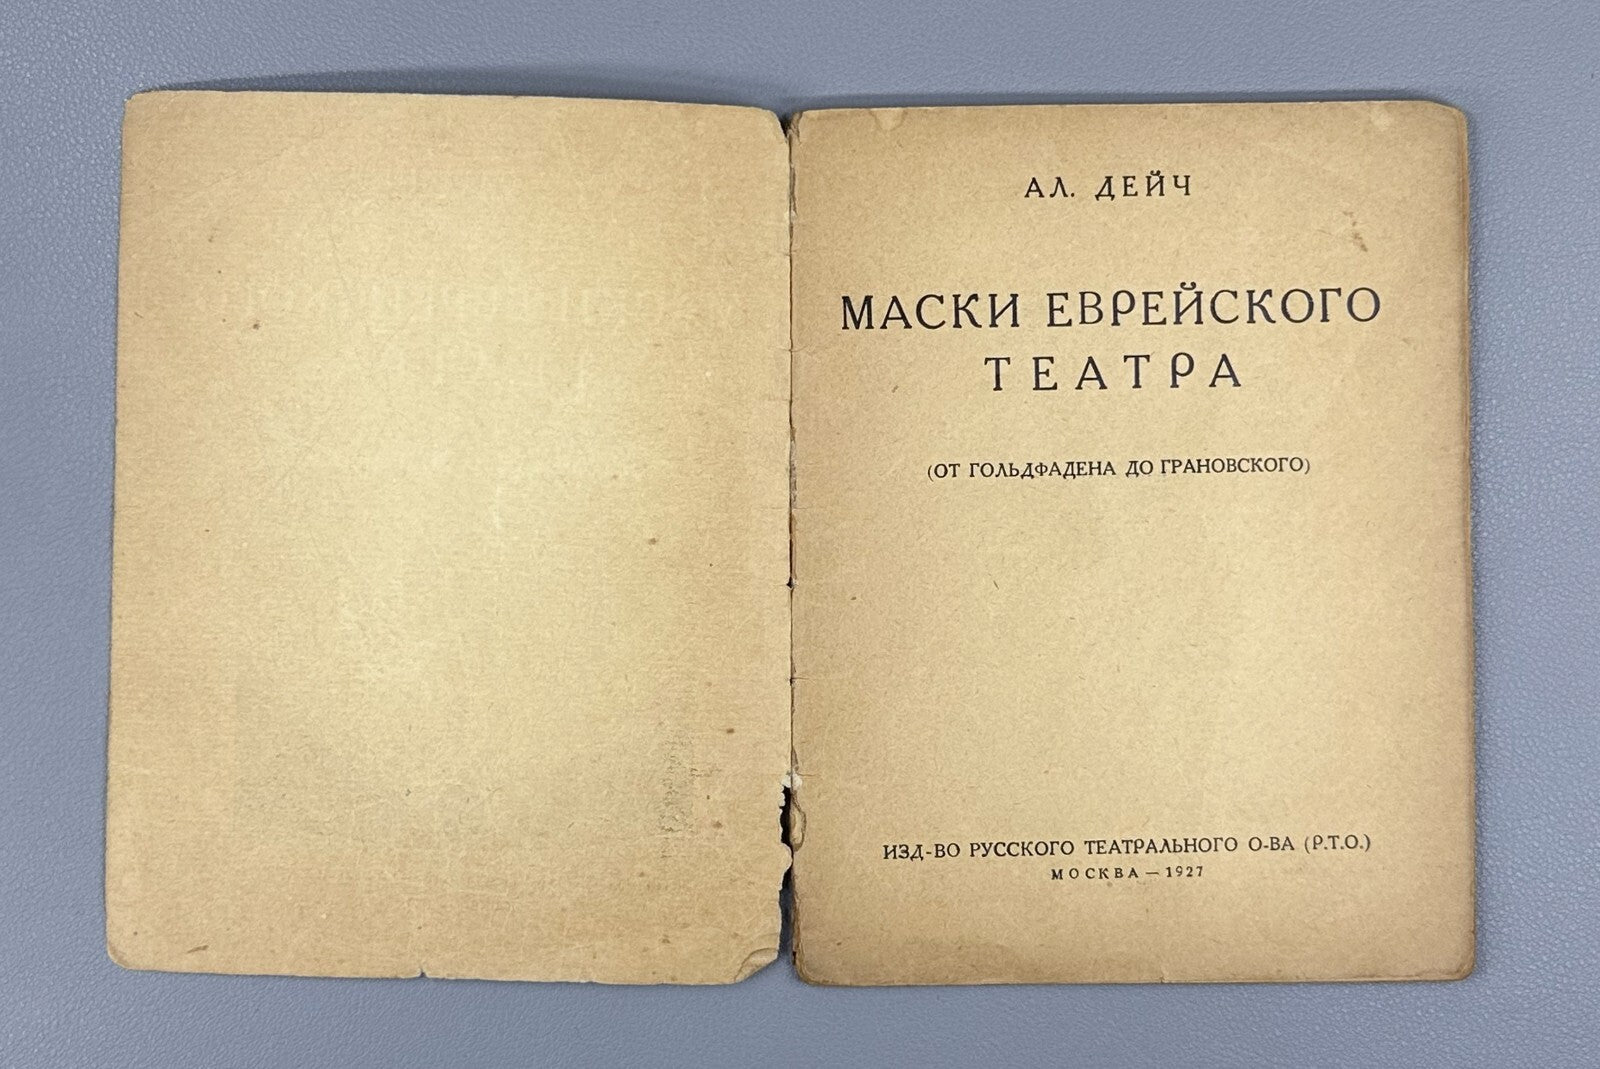 АЛ. ДЕЙЧ
МАСКИ ЕВРЕЙСКОГО
ТЕАТРА
(ОТ ГОЛЬДФАДЕНА ДО ГРАНОВСКОГО)
ИЗД-ВО РУССКОГО ТЕАТРАЛЬНОГО О-ВА (Р.Т.О.)
МОСКВА — 1927